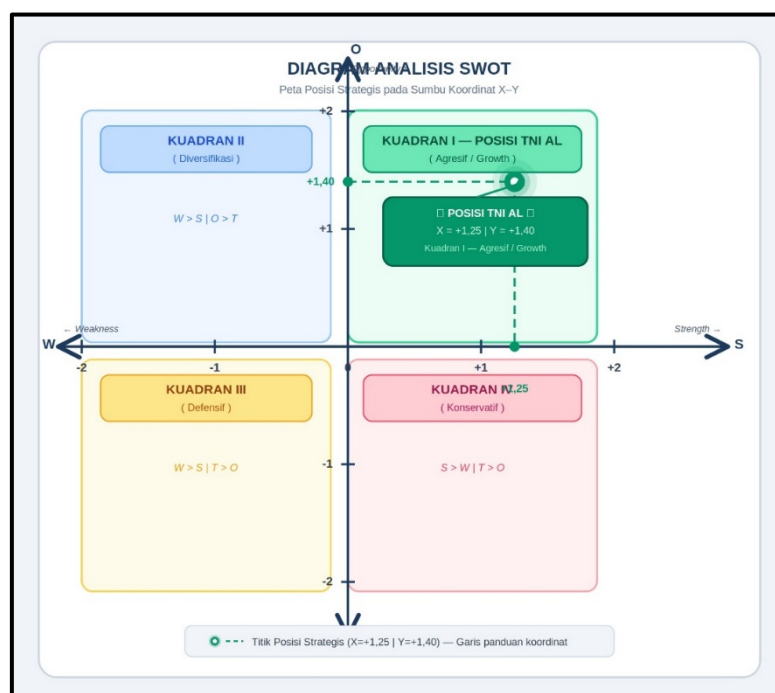 O
DIAGRAM ANALISIS SWOT
Peta Posisi Strategis pada Sumbu Koordinat X–Y
+2
KUADRAN II
( Diversifikasi )
KUADRAN I — POSISI TNI AL
( Agresif / Growth )
+1,40
W > S | O > T
POSISI TNI AL
X = +1,25 | Y = +1,40
Kuadran I — Agresif / Growth
+1
← Weakness
Strength →
W
S
-2
-1
0
+1
+2
KUADRAN III
( Defensif )
KUADRAN IV
( Konservatif )
+1,25
W > S | T > O
-1
S > W | T > O
-2
Titik Posisi Strategis (X=+1,25 | Y=+1,40) — Garis panduan koordinat